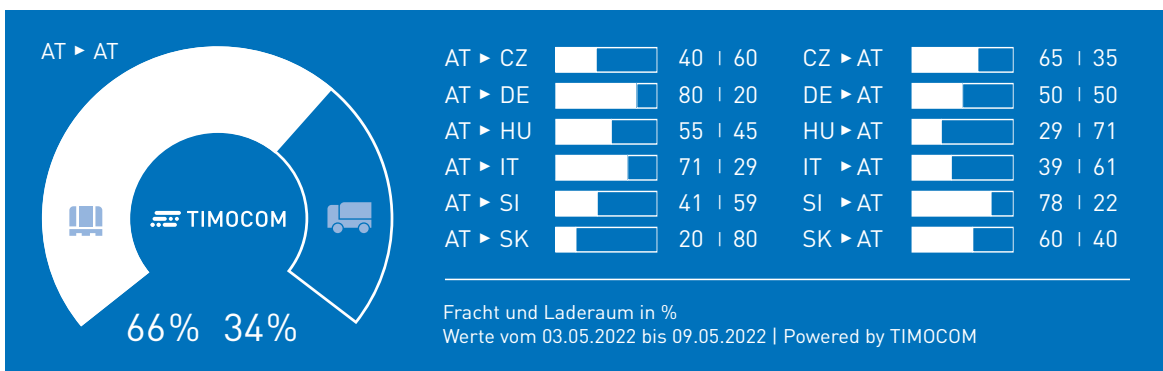 AT ▸ AT
TIMOCOM
66% 34%
AT ▸ CZ 40 | 60 CZ ▸ AT 65 | 35
AT ▸ DE 80 | 20 DE ▸ AT 50 | 50
AT ▸ HU 55 | 45 HU ▸ AT 29 | 71
AT ▸ IT 71 | 29 IT ▸ AT 39 | 61
AT ▸ SI 41 | 59 SI ▸ AT 78 | 22
AT ▸ SK 20 | 80 SK ▸ AT 60 | 40
Fracht und Laderaum in %
Werte vom 03.05.2022 bis 09.05.2022 | Powered by TIMOCOM